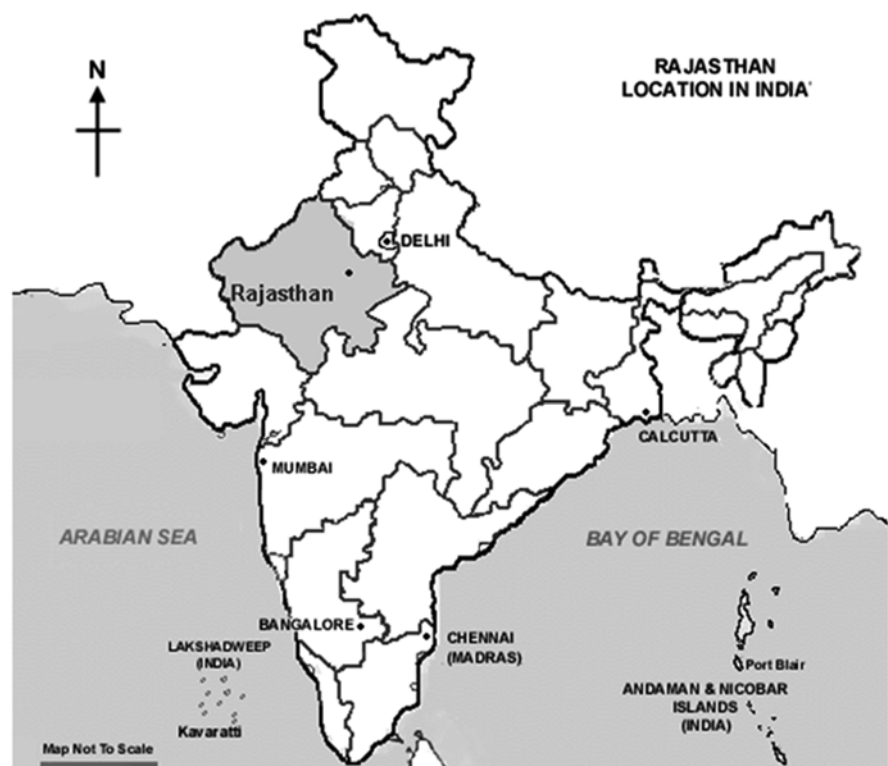 RAJASTHAN
LOCATION IN INDIA
N
DELHI
Rajasthan
CALCUTTA
MUMBAI
ARABIAN SEA
BAY OF BENGAL
BANGALORE
CHENNAI
(MADRAS)
LAKSHADWEEP
(INDIA)
Kavaratti
Port Blair
ANDAMAN & NICOBAR
ISLANDS
(INDIA)
Map Not To Scale